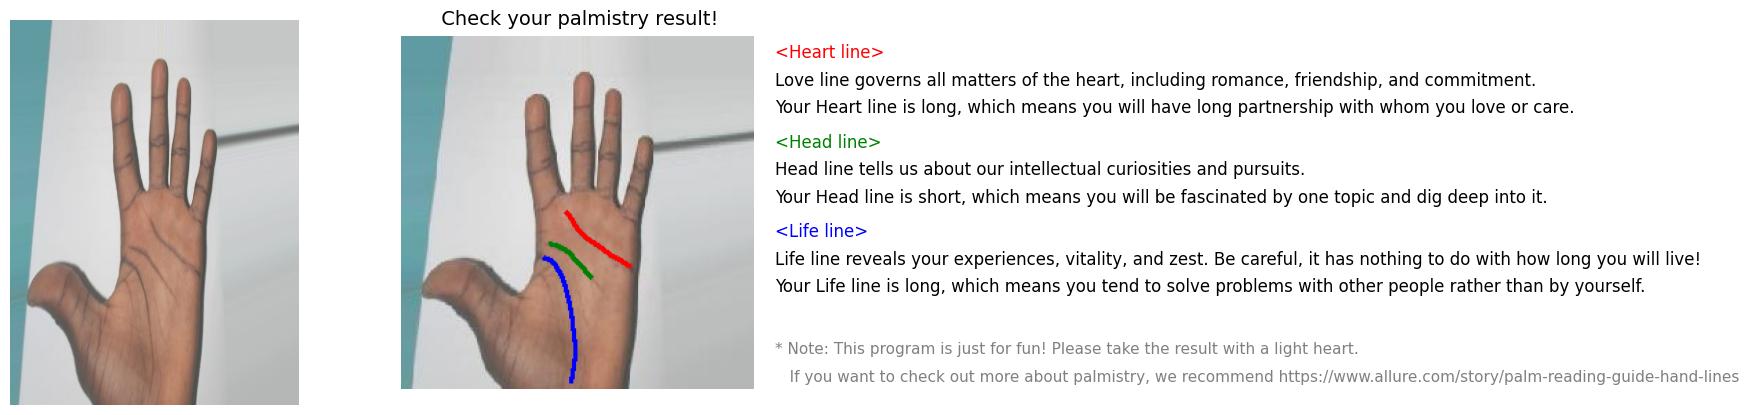 Check your palmistry result!
<Heart line>
Love line governs all matters of the heart, including romance, friendship, and commitment.
Your Heart line is long, which means you will have long partnership with whom you love or care.
<Head line>
Head line tells us about our intellectual curiosities and pursuits.
Your Head line is short, which means you will be fascinated by one topic and dig deep into it.
<Life line>
Life line reveals your experiences, vitality, and zest. Be careful, it has nothing to do with how long you will live!
Your Life line is long, which means you tend to solve problems with other people rather than by yourself.
* Note: This program is just for fun! Please take the result with a light heart.
If you want to check out more about palmistry, we recommend https://www.allure.com/story/palm-reading-guide-hand-lines